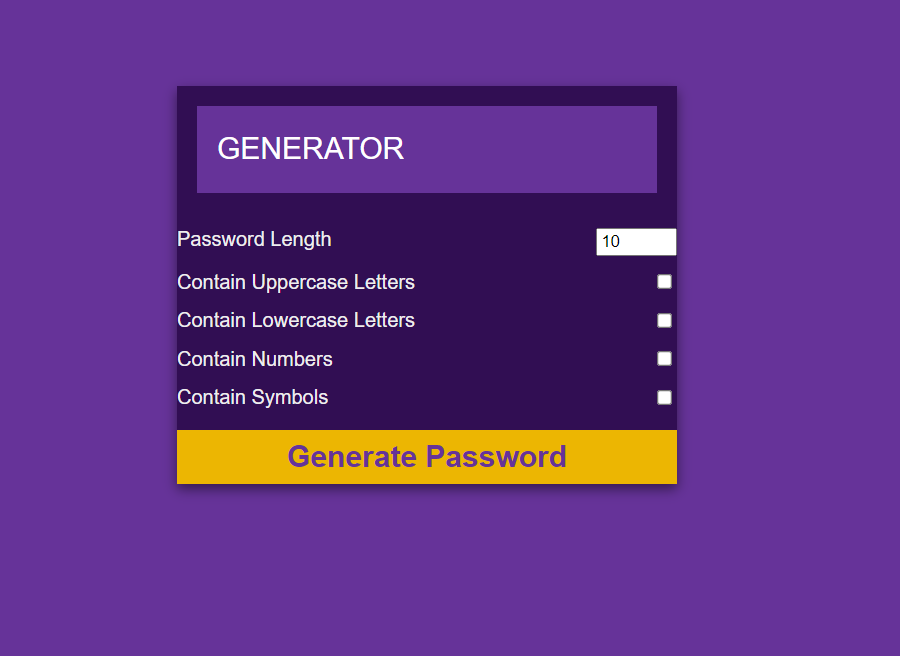 GENERATOR
Password Length 10
Contain Uppercase Letters
Contain Lowercase Letters
Contain Numbers
Contain Symbols
Generate Password